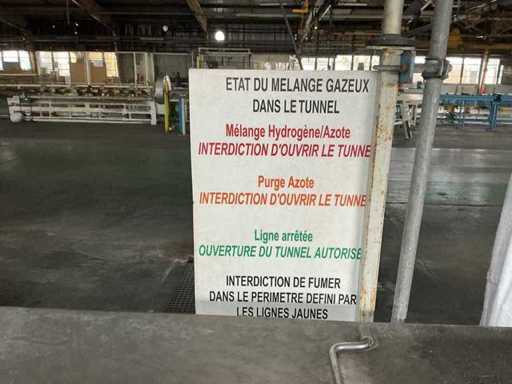 ETAT DU MELANGE GAZEUX
DANS LE TUNNEL
Mélange Hydrogène/Azote
INTERDICTION D'OUVRIR LE TUNNE
Purge Azote
INTERDICTION D'OUVRIR LE TUNNE
Ligne arrêtée
OUVERTURE DU TUNNEL AUTORISE
INTERDICTION DE FUMER
DANS LE PERIMETRE DEFINI PAR
LES LIGNES JAUNES